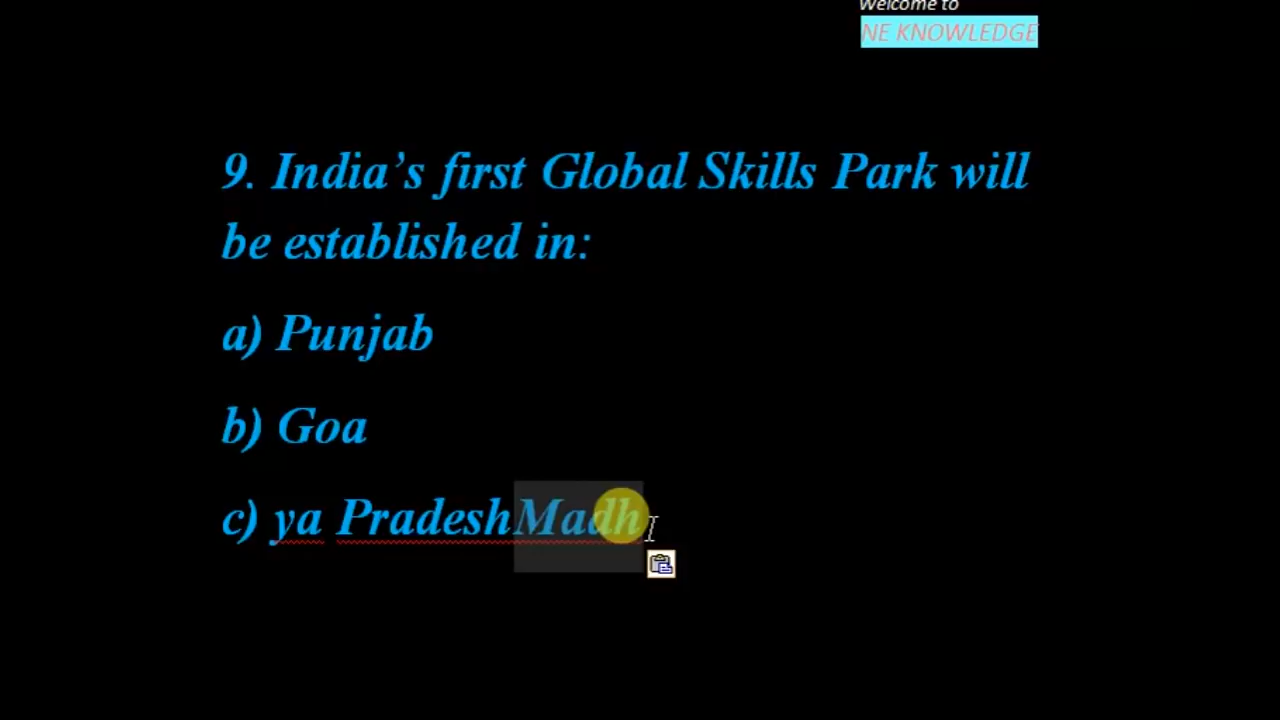 Welcome to
NE KNOWLEDGE
9. India’s first Global Skills Park will
be established in:
a) Punjab
b) Goa
c) ya PradeshMadh